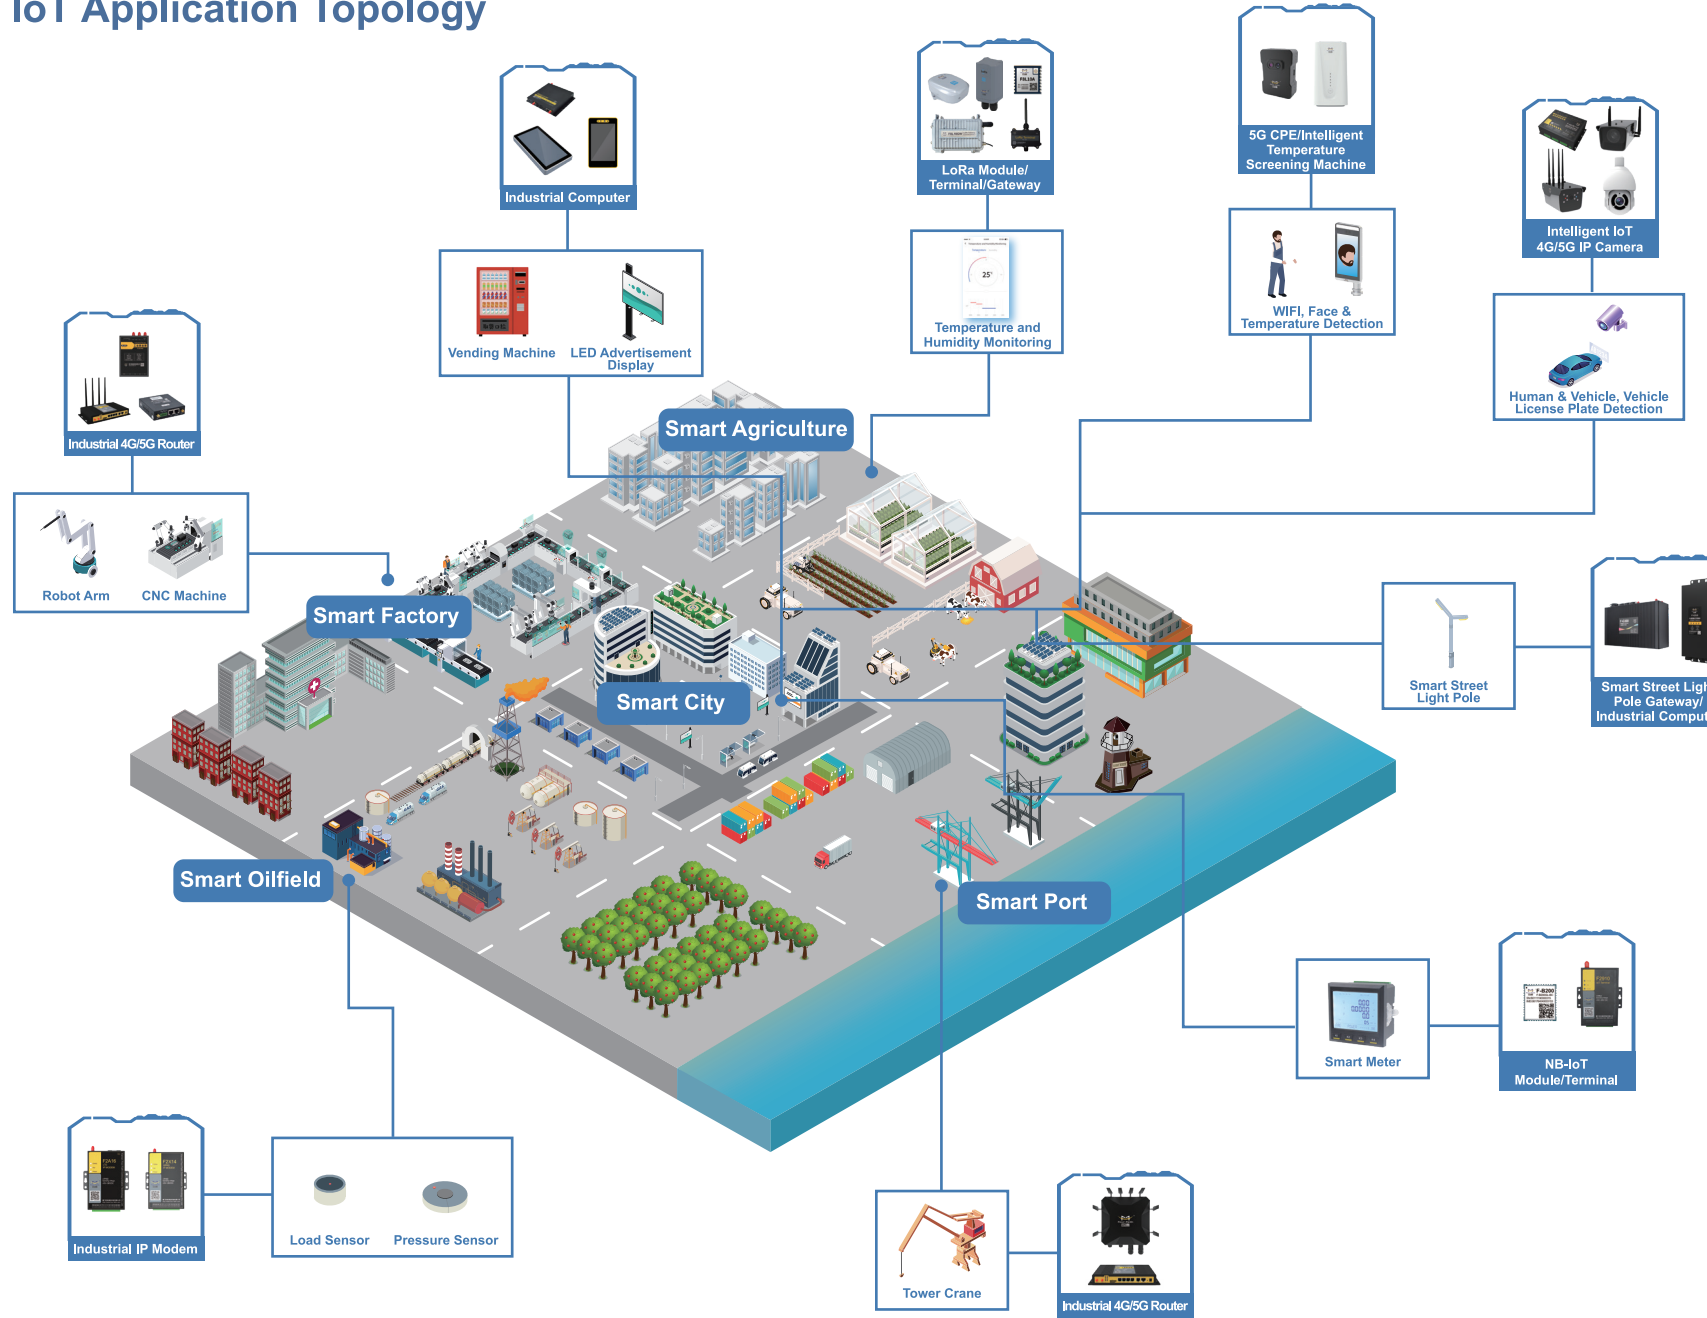 IoT Application Topology
5G CPE/Intelligent
Temperature
Screening Machine
LoRa Module/
Terminal/Gateway
Industrial Computer
Intelligent IoT
4G/5G IP Camera
25°
WIFI, Face &
Temperature Detection
Temperature and
Humidity Monitoring
Vending Machine
LED Advertisement
Display
Human & Vehicle, Vehicle
License Plate Detection
Industrial 4G/5G Router
Smart Agriculture
Robot Arm
CNC Machine
Smart Factory
Smart City
Smart Street
Light Pole
Smart Street Ligh
Pole Gateway/
Industrial Comput
Smart Oilfield
Smart Port
F-B200
Smart Meter
NB-IoT
Module/Terminal
F2A16
Load Sensor
Pressure Sensor
Industrial IP Modem
Tower Crane
Industrial 4G/5G Router